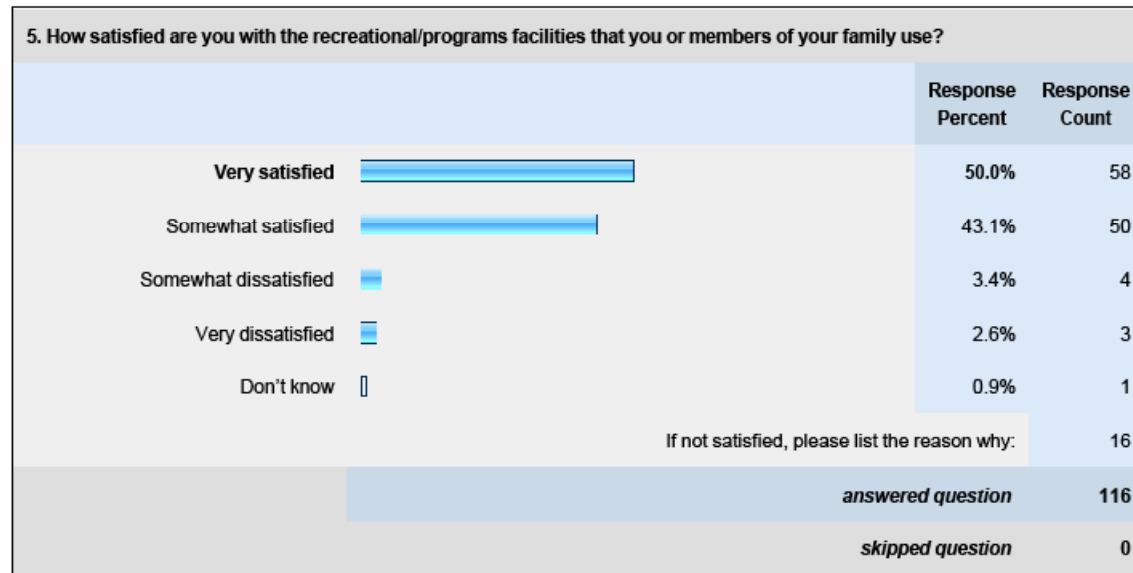 5. How satisfied are you with the recreational/programs facilities that you or members of your family use?
Response Percent Response Count
Very satisfied 50.0% 58
Somewhat satisfied 43.1% 50
Somewhat dissatisfied 3.4% 4
Very dissatisfied 2.6% 3
Don't know 0.9% 1
If not satisfied, please list the reason why: 16
answered question 116
skipped question 0